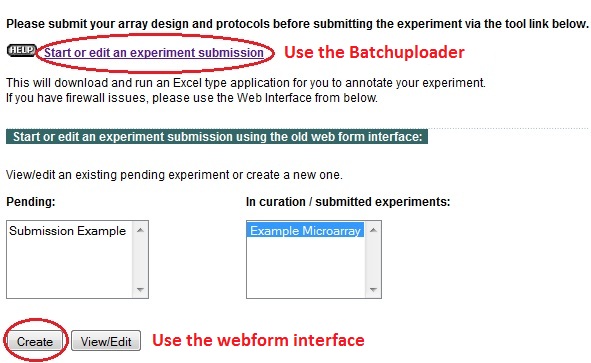 Please submit your array design and protocols before submitting the experiment via the tool link below.
HELP Start or edit an experiment submission Use the Batchuploader
This will download and run an Excel type application for you to annotate your experiment.
If you have firewall issues, please use the Web Interface from below.
Start or edit an experiment submission using the old web form interface:
View/edit an existing pending experiment or create a new one.
Pending: In curation / submitted experiments:
Submission Example Example Microarray
Create View/Edit Use the webform interface